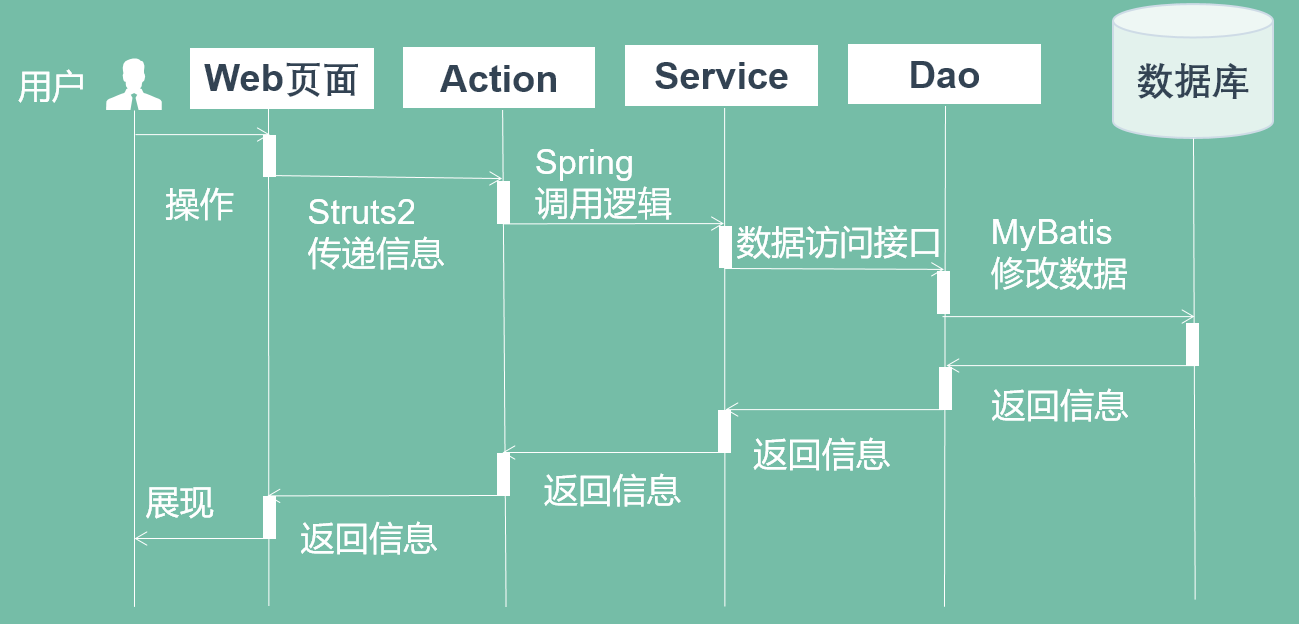 用户
Web页面
Action
Service
Dao
数据库
操作
Struts2
传递信息
Spring
调用逻辑
数据访问接口
MyBatis
修改数据
返回信息
返回信息
返回信息
返回信息
展现